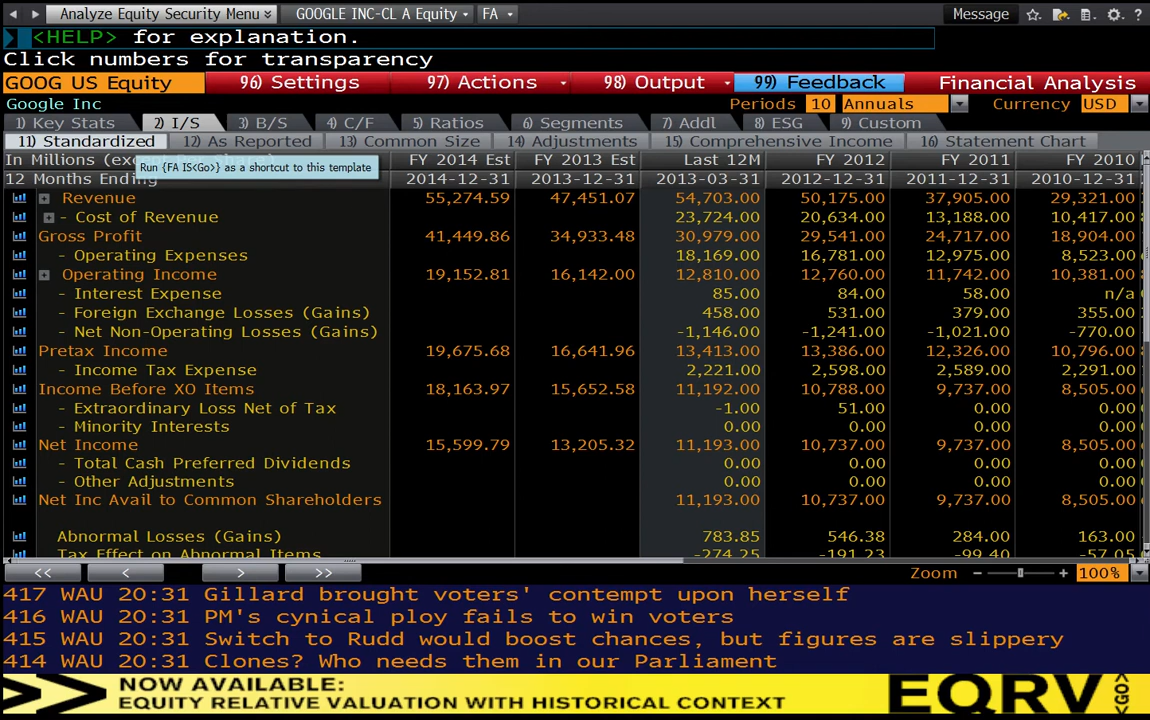 Analyze Equity Security Menu GOOGLE INC-CL A Equity FA Message ?
<HELP> for explanation.
Click numbers for transparency
GOOG US Equity 96) Settings 97) Actions 98) Output 99) Feedback Financial Analysis
Google Inc Periods 10 Annuals Currency USD
1) Key Stats 2) I/S 3) B/S 4) C/F 5) Ratios 6) Segments 7) Addl 8) ESG 9) Custom
11) Standardized 12) As Reported 13) Common Size 14) Adjustments 15) Comprehensive Income 16) Statement Chart
In Millions (exc FY 2014 Est FY 2013 Est Last 12M FY 2012 FY 2011 FY 2010
Run {FA IS<Go>} as a shortcut to this template
12 Months Ending 2014-12-31 2013-12-31 2013-03-31 2012-12-31 2011-12-31 2010-12-31
Revenue 55,274.59 47,451.07 54,703.00 50,175.00 37,905.00 29,321.00
- Cost of Revenue 23,724.00 20,634.00 13,188.00 10,417.00
Gross Profit 41,449.86 34,933.48 30,979.00 29,541.00 24,717.00 18,904.00
- Operating Expenses 18,169.00 16,781.00 12,975.00 8,523.00
Operating Income 19,152.81 16,142.00 12,810.00 12,760.00 11,742.00 10,381.00
- Interest Expense 85.00 84.00 58.00 n/a
- Foreign Exchange Losses (Gains) 458.00 531.00 379.00 355.00
- Net Non-Operating Losses (Gains) -1,146.00 -1,241.00 -1,021.00 -770.00
Pretax Income 19,675.68 16,641.96 13,413.00 13,386.00 12,326.00 10,796.00
- Income Tax Expense 2,221.00 2,598.00 2,589.00 2,291.00
Income Before XO Items 18,163.97 15,652.58 11,192.00 10,788.00 9,737.00 8,505.00
- Extraordinary Loss Net of Tax -1.00 51.00 0.00 0.00
- Minority Interests 0.00 0.00 0.00 0.00
Net Income 15,599.79 13,205.32 11,193.00 10,737.00 9,737.00 8,505.00
- Total Cash Preferred Dividends 0.00 0.00 0.00 0.00
- Other Adjustments 0.00 0.00 0.00 0.00
Net Inc Avail to Common Shareholders 11,193.00 10,737.00 9,737.00 8,505.00
Abnormal Losses (Gains) 783.85 546.38 284.00 163.00
Tax Effect on Abnormal Items -274.25 -191.23 -99.40 -57.05
<< < > >> Zoom - + 100%
417 WAU 20:31 Gillard brought voters' contempt upon herself
416 WAU 20:31 PM's cynical ploy fails to win voters
415 WAU 20:31 Switch to Rudd would boost chances, but figures are slippery
414 WAU 20:31 Clones? Who needs them in our Parliament
NOW AVAILABLE:
EQUITY RELATIVE VALUATION WITH HISTORICAL CONTEXT
EQRV <GO>